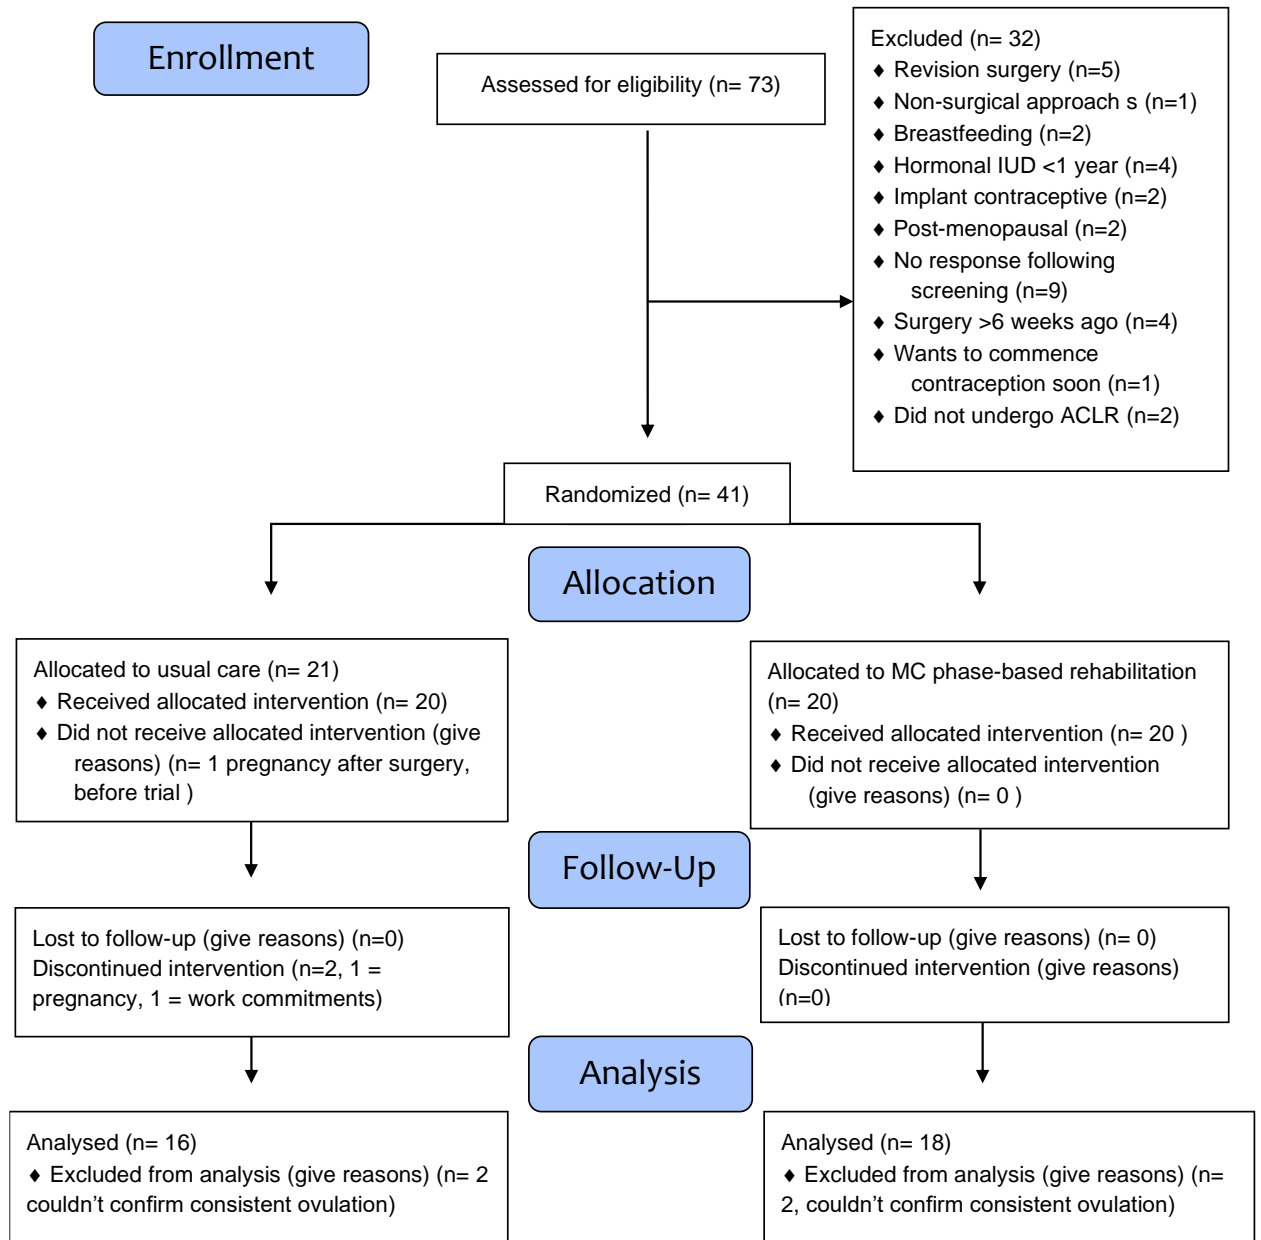 Enrollment
Assessed for eligibility (n= 73)
Excluded (n= 32)
♦ Revision surgery (n=5)
♦ Non-surgical approach s (n=1)
♦ Breastfeeding (n=2)
♦ Hormonal IUD <1 year (n=4)
♦ Implant contraceptive (n=2)
♦ Post-menopausal (n=2)
♦ No response following
screening (n=9)
♦ Surgery >6 weeks ago (n=4)
♦ Wants to commence
contraception soon (n=1)
♦ Did not undergo ACLR (n=2)
Randomized (n= 41)
Allocation
Allocated to usual care (n= 21)
♦ Received allocated intervention (n= 20)
♦ Did not receive allocated intervention (give
reasons) (n= 1 pregnancy after surgery,
before trial )
Allocated to MC phase-based rehabilitation
(n= 20)
♦ Received allocated intervention (n= 20 )
♦ Did not receive allocated intervention
(give reasons) (n= 0 )
Follow-Up
Lost to follow-up (give reasons) (n=0)
Discontinued intervention (n=2, 1 =
pregnancy, 1 = work commitments)
Lost to follow-up (give reasons) (n= 0)
Discontinued intervention (give reasons)
(n=0)
Analysis
Analysed (n= 16)
♦ Excluded from analysis (give reasons) (n= 2
couldn’t confirm consistent ovulation)
Analysed (n= 18)
♦ Excluded from analysis (give reasons) (n=
2, couldn’t confirm consistent ovulation)